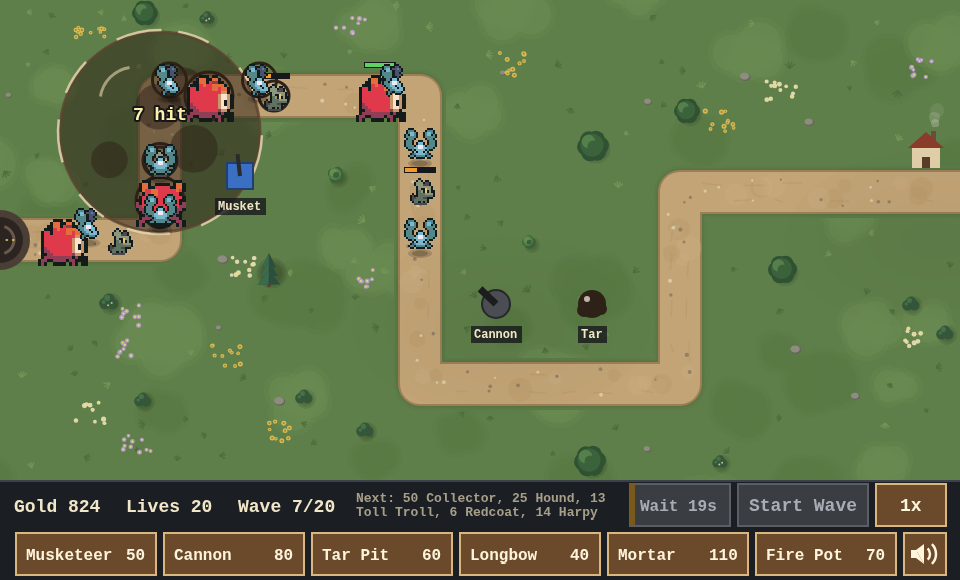 7 hit
Musket
Cannon
Tar
Gold 824
Lives 20
Wave 7/20
Next: 50 Collector, 25 Hound, 13
Toll Troll, 6 Redcoat, 14 Harpy
Wait 19s
Start Wave
1x
Musketeer 50
Cannon 80
Tar Pit 60
Longbow 40
Mortar 110
Fire Pot 70